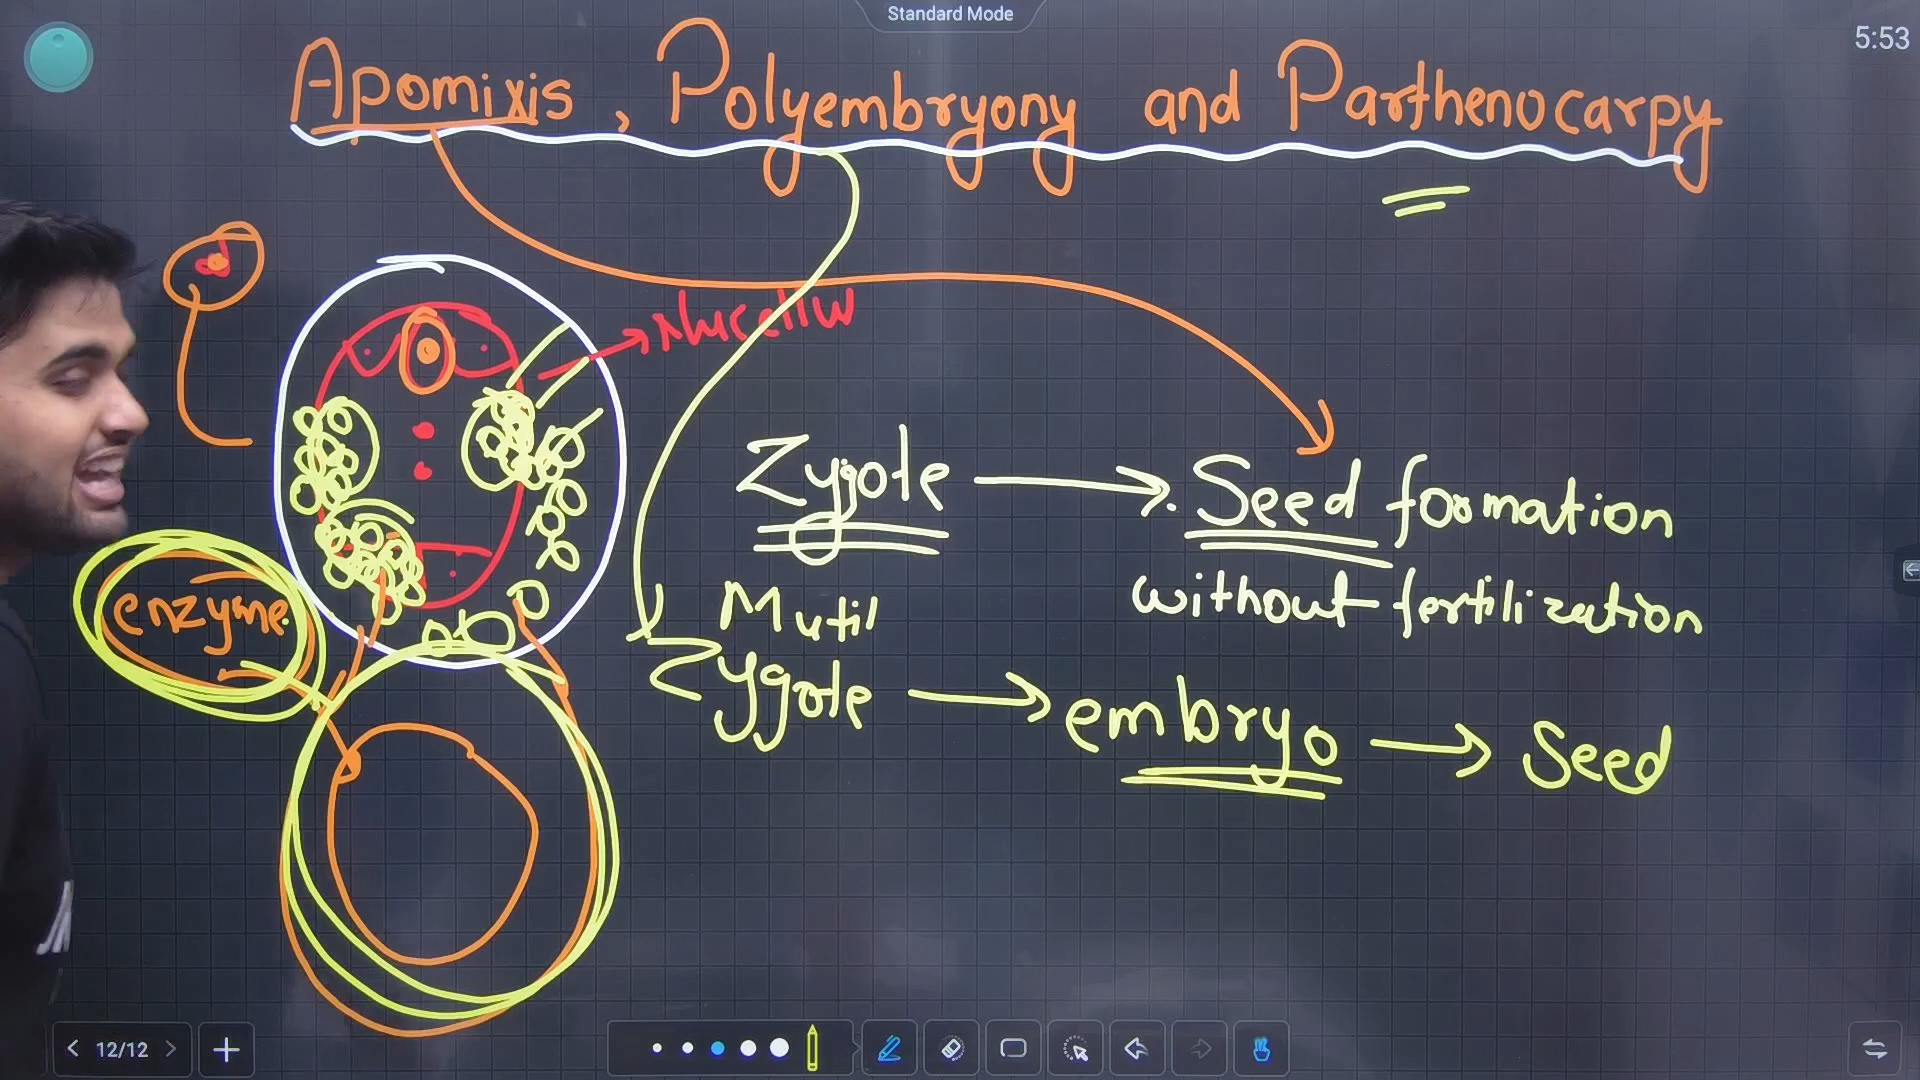 Standard Mode
5:53
Apomixis, Polyembryony and Parthenocarpy
Nucellus
Zygote → Seed formation
without fertilization
enzyme.
Mutil
Zygote → embryo → Seed
12/12